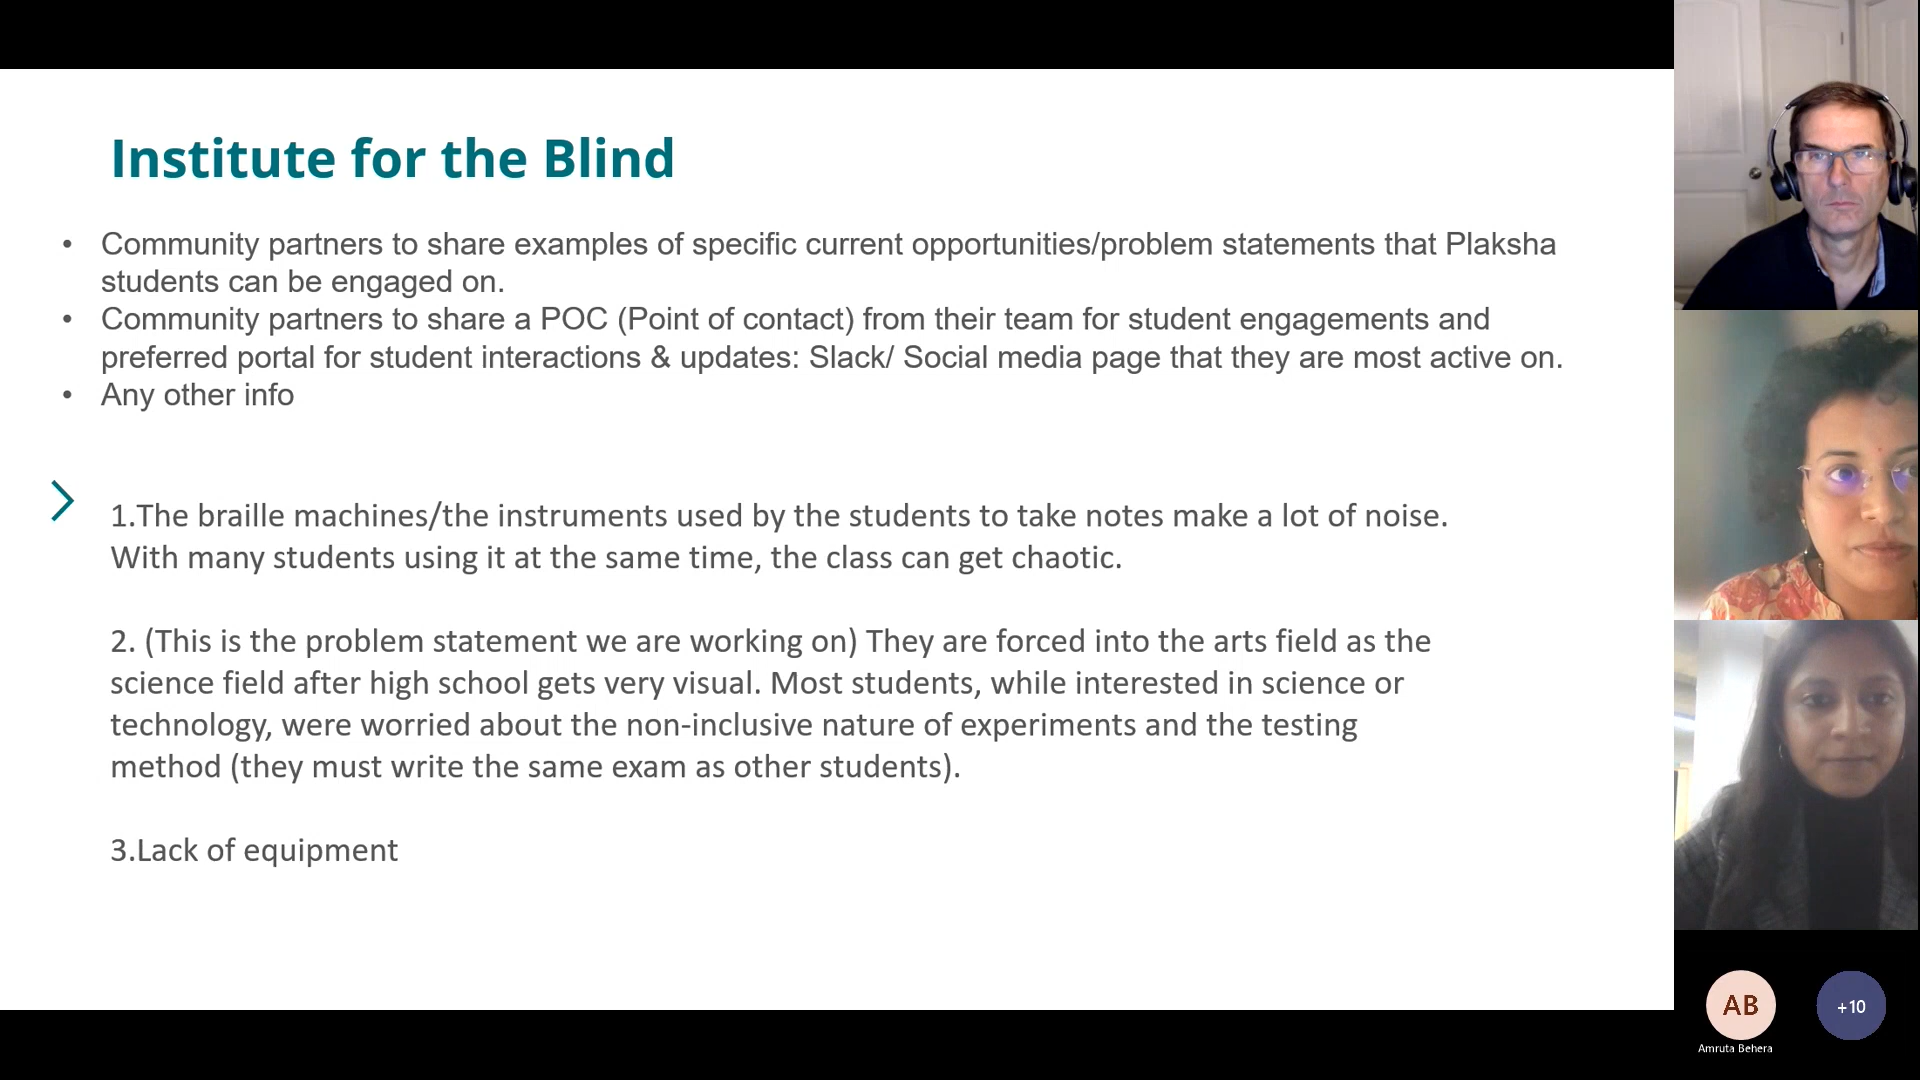 Institute for the Blind
• Community partners to share examples of specific current opportunities/problem statements that Plaksha
students can be engaged on.
• Community partners to share a POC (Point of contact) from their team for student engagements and
preferred portal for student interactions & updates: Slack/ Social media page that they are most active on.
• Any other info
1.The braille machines/the instruments used by the students to take notes make a lot of noise.
With many students using it at the same time, the class can get chaotic.
2. (This is the problem statement we are working on) They are forced into the arts field as the
science field after high school gets very visual. Most students, while interested in science or
technology, were worried about the non-inclusive nature of experiments and the testing
method (they must write the same exam as other students).
3.Lack of equipment
AB
+10
Amruta Behera